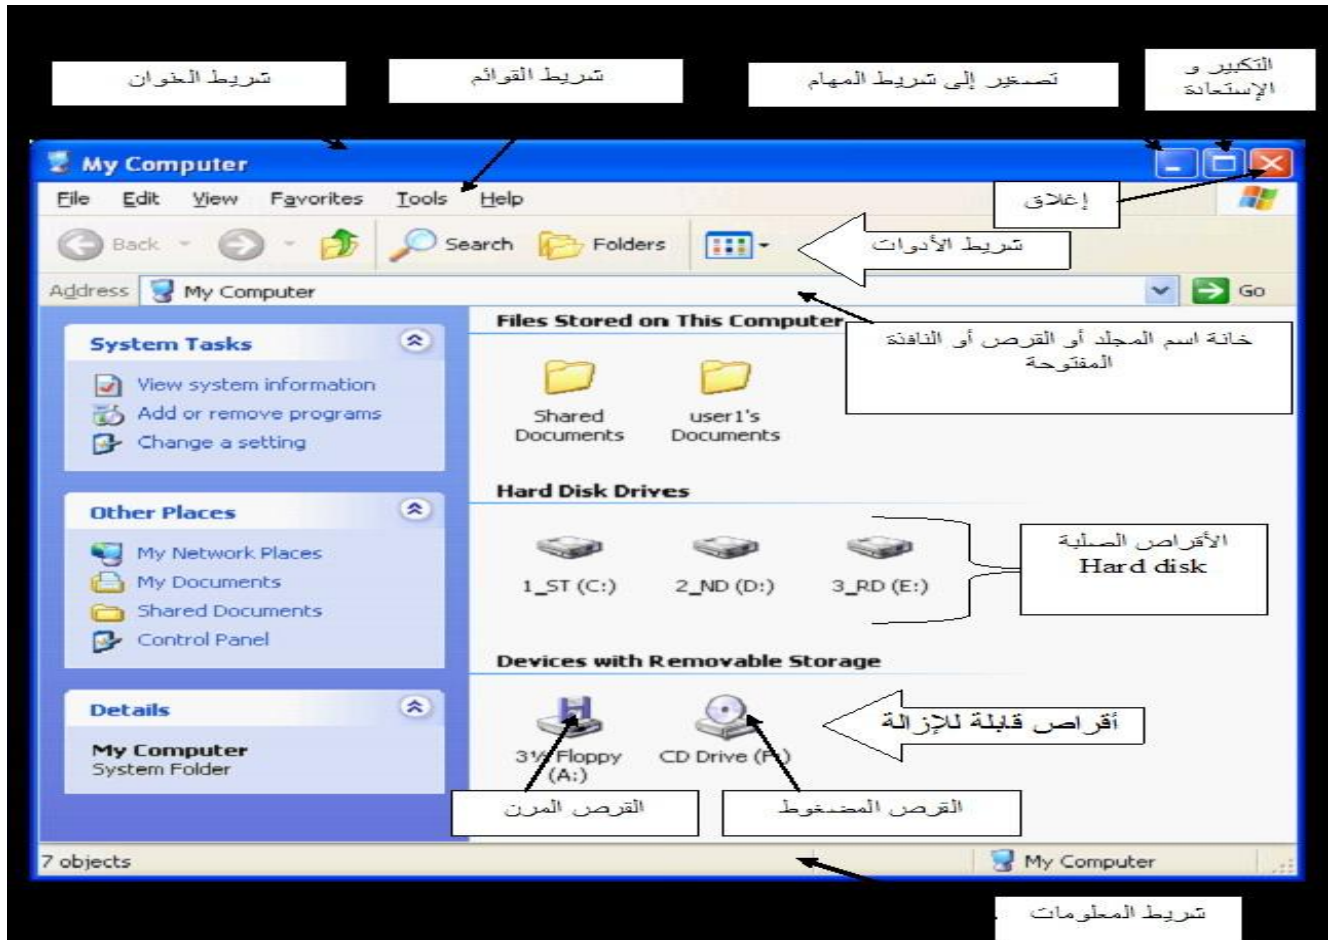 شريط العنوان
شريط القوائم
تصغير إلى شريط المهام
التكبير و
الإستعادة
My Computer
File Edit View Favorites Tools Help
إغلاق
Back
Search
Folders
شريط الأدوات
Address My Computer
Go
خانة اسم المجلد أو القرص أو النافذة
المفتوحة
System Tasks
View system information
Add or remove programs
Change a setting
Other Places
My Network Places
My Documents
Shared Documents
Control Panel
Details
My Computer
System Folder
Files Stored on This Computer
Shared
Documents
user1's
Documents
Hard Disk Drives
1_ST (C:)
2_ND (D:)
3_RD (E:)
الأقراص الصلبة
Hard disk
Devices with Removable Storage
3½ Floppy
(A:)
CD Drive (F:)
أقراص قابلة للإزالة
القرص المرن
القرص المضغوط
7 objects
My Computer
شريط المعلومات .